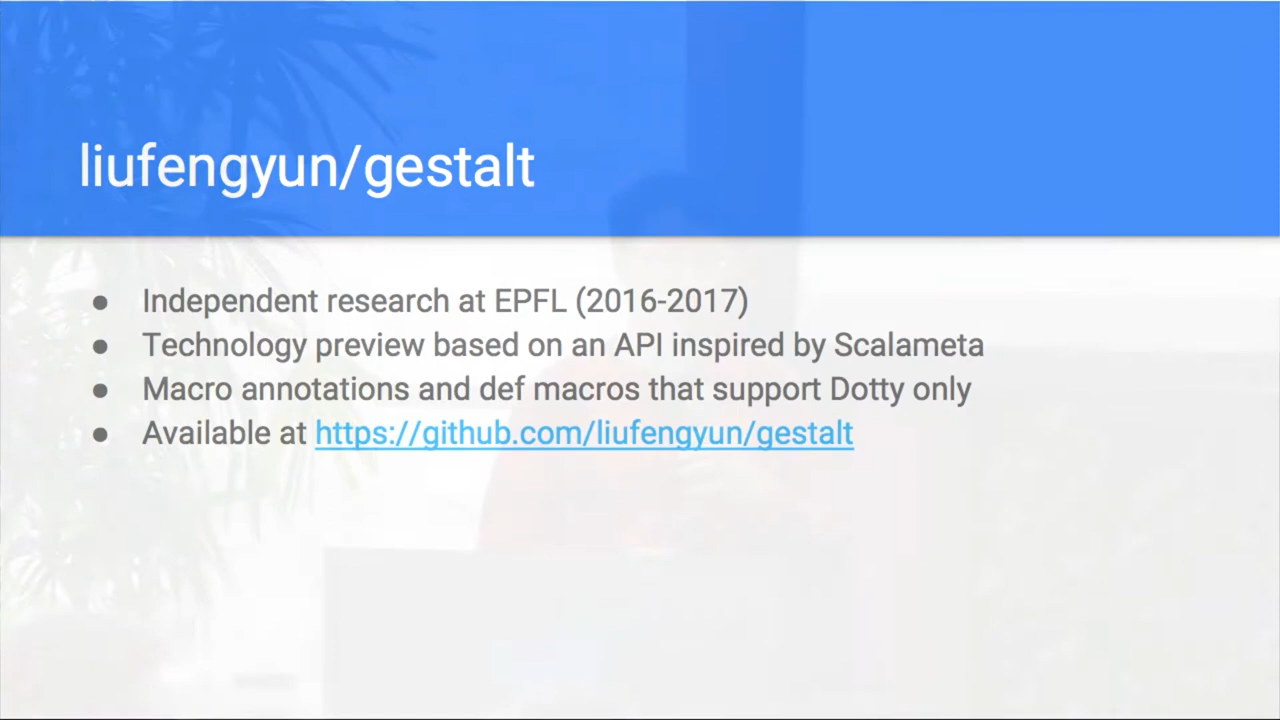 liufengyun/gestalt
● Independent research at EPFL (2016-2017)
● Technology preview based on an API inspired by Scalameta
● Macro annotations and def macros that support Dotty only
● Available at https://github.com/liufengyun/gestalt